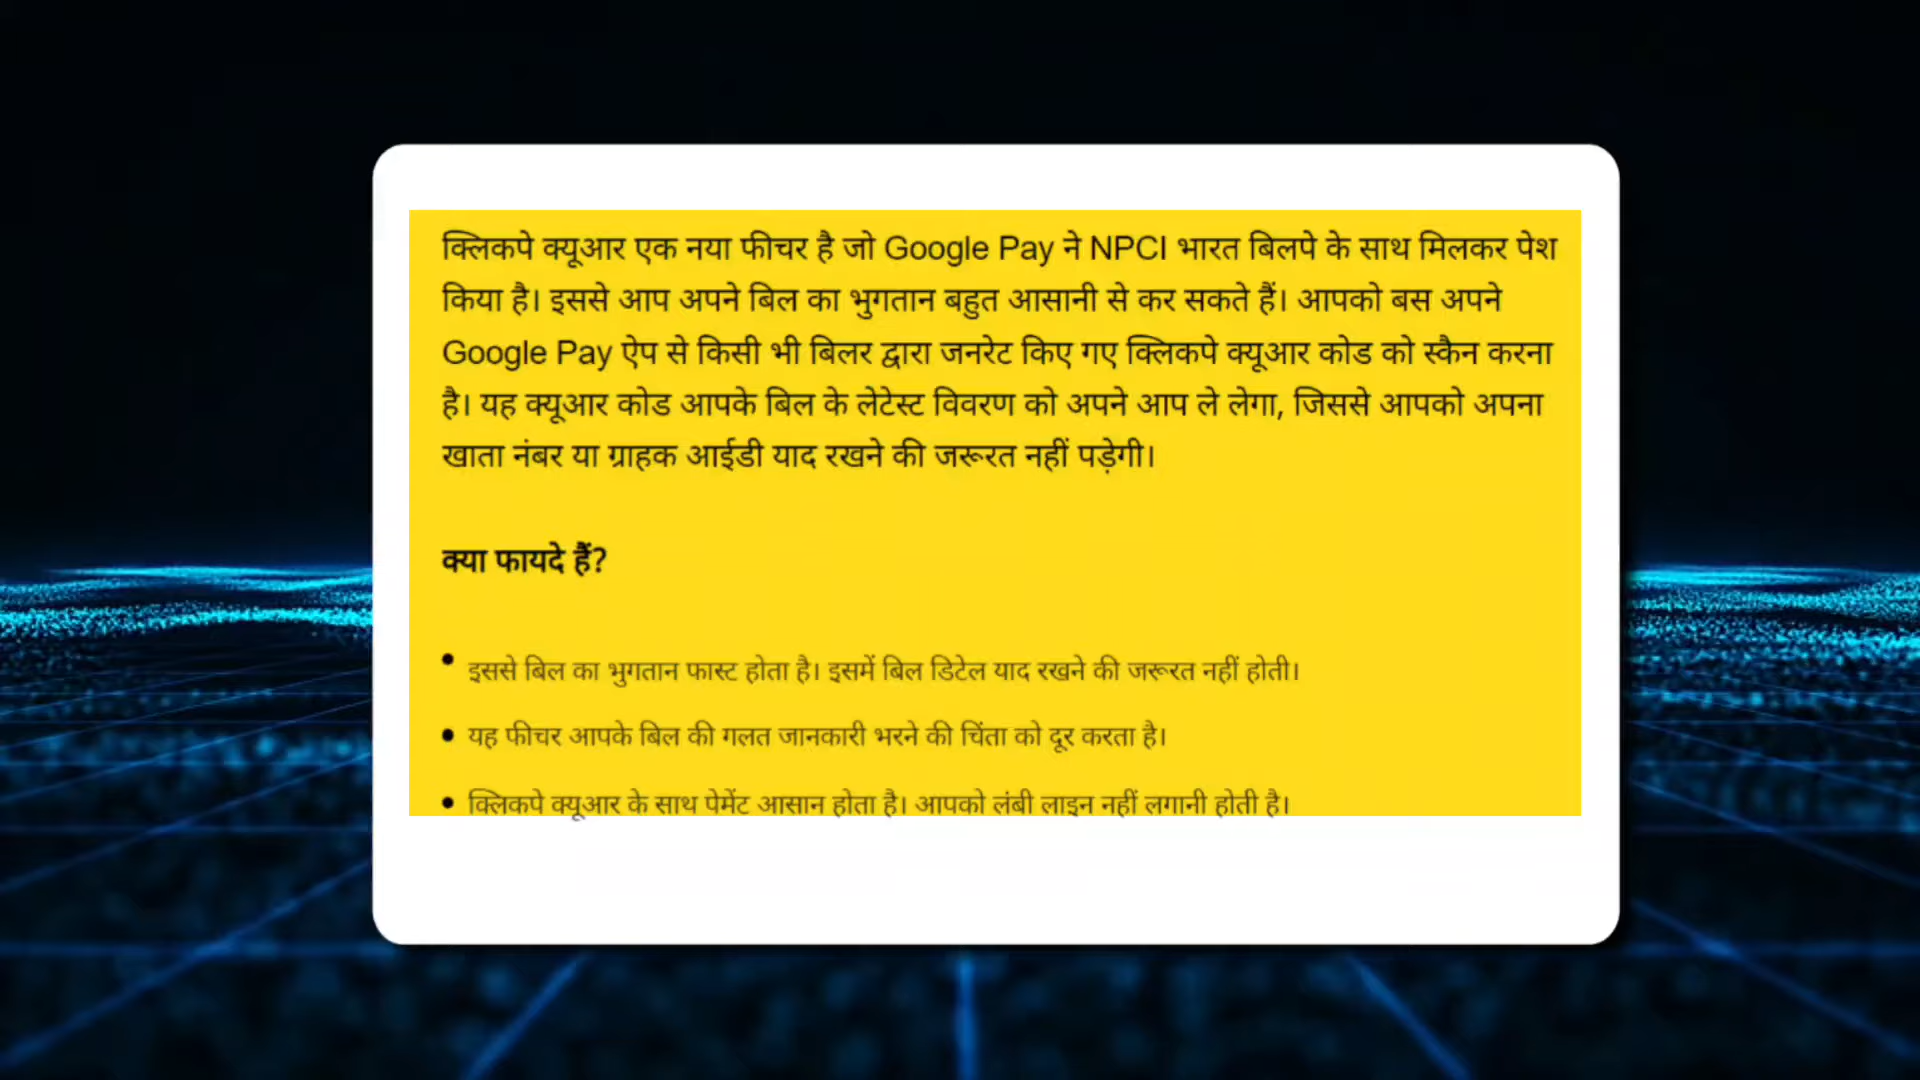 क्लिकपे क्यूआर एक नया फीचर है जो Google Pay ने NPCI भारत बिलपे के साथ मिलकर पेश
किया है। इससे आप अपने बिल का भुगतान बहुत आसानी से कर सकते हैं। आपको बस अपने
Google Pay ऐप से किसी भी बिलर द्वारा जनरेट किए गए क्लिकपे क्यूआर कोड को स्कैन करना
है। यह क्यूआर कोड आपके बिल के लेटेस्ट विवरण को अपने आप ले लेगा, जिससे आपको अपना
खाता नंबर या ग्राहक आईडी याद रखने की जरूरत नहीं पड़ेगी।
क्या फायदे हैं?
• इससे बिल का भुगतान फास्ट होता है। इसमें बिल डिटेल याद रखने की जरूरत नहीं होती।
• यह फीचर आपके बिल की गलत जानकारी भरने की चिंता को दूर करता है।
• क्लिकपे क्यूआर के साथ पेमेंट आसान होता है। आपको लंबी लाइन नहीं लगानी होती है।